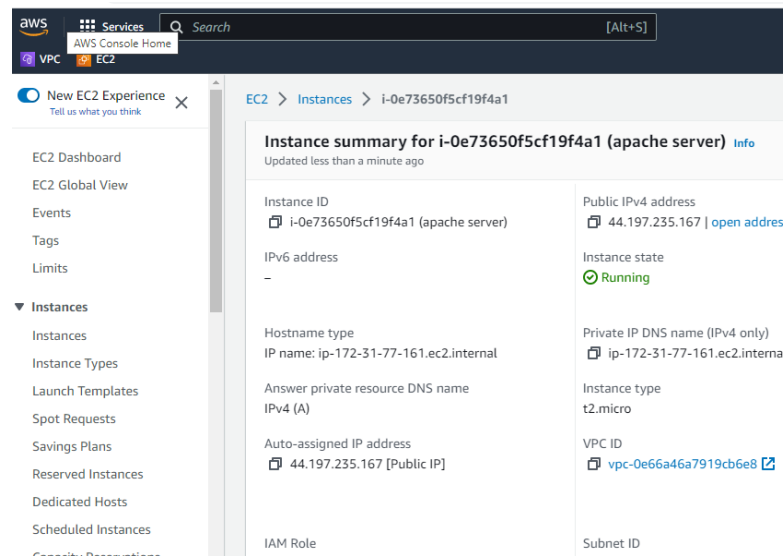 aws
Services
Search
[Alt+S]
AWS Console Home
VPC
EC2
New EC2 Experience
Tell us what you think
EC2 Dashboard
EC2 Global View
Events
Tags
Limits
Instances
Instances
Instance Types
Launch Templates
Spot Requests
Savings Plans
Reserved Instances
Dedicated Hosts
Scheduled Instances
Capacity Reservations
EC2 > Instances > i-0e73650f5cf19f4a1
Instance summary for i-0e73650f5cf19f4a1 (apache server) Info
Updated less than a minute ago
Instance ID
i-0e73650f5cf19f4a1 (apache server)
Public IPv4 address
44.197.235.167 | open addres
IPv6 address
–
Instance state
Running
Hostname type
IP name: ip-172-31-77-161.ec2.internal
Private IP DNS name (IPv4 only)
ip-172-31-77-161.ec2.interna
Answer private resource DNS name
IPv4 (A)
Instance type
t2.micro
Auto-assigned IP address
44.197.235.167 [Public IP]
VPC ID
vpc-0e66a46a7919cb6e8
IAM Role
Subnet ID